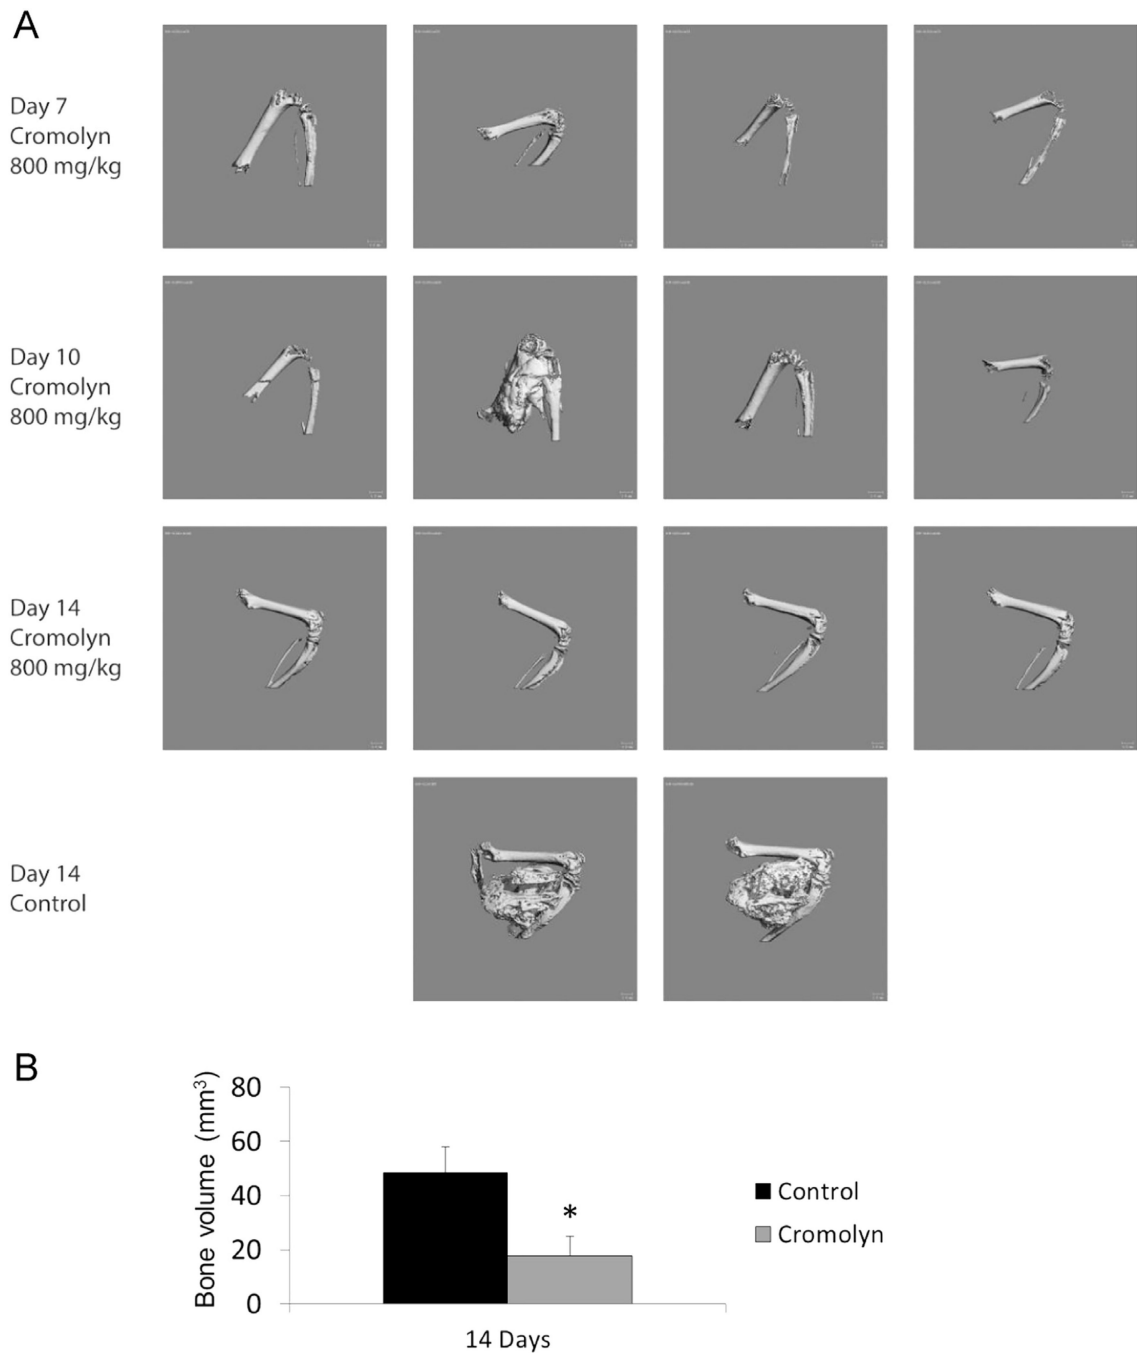 A
Day 7
Cromolyn
800 mg/kg
Day 10
Cromolyn
800 mg/kg
Day 14
Cromolyn
800 mg/kg
Day 14
Control
B
Bone volume (mm³)
80
60
40
20
0
*
Control
Cromolyn
14 Days